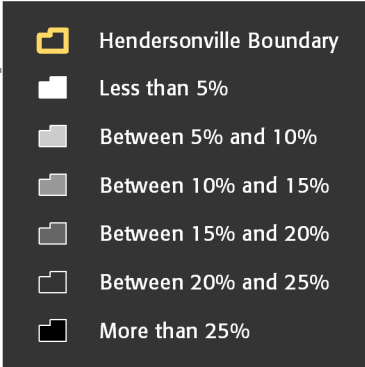 Hendersonville Boundary
Less than 5%
Between 5% and 10%
Between 10% and 15%
Between 15% and 20%
Between 20% and 25%
More than 25%